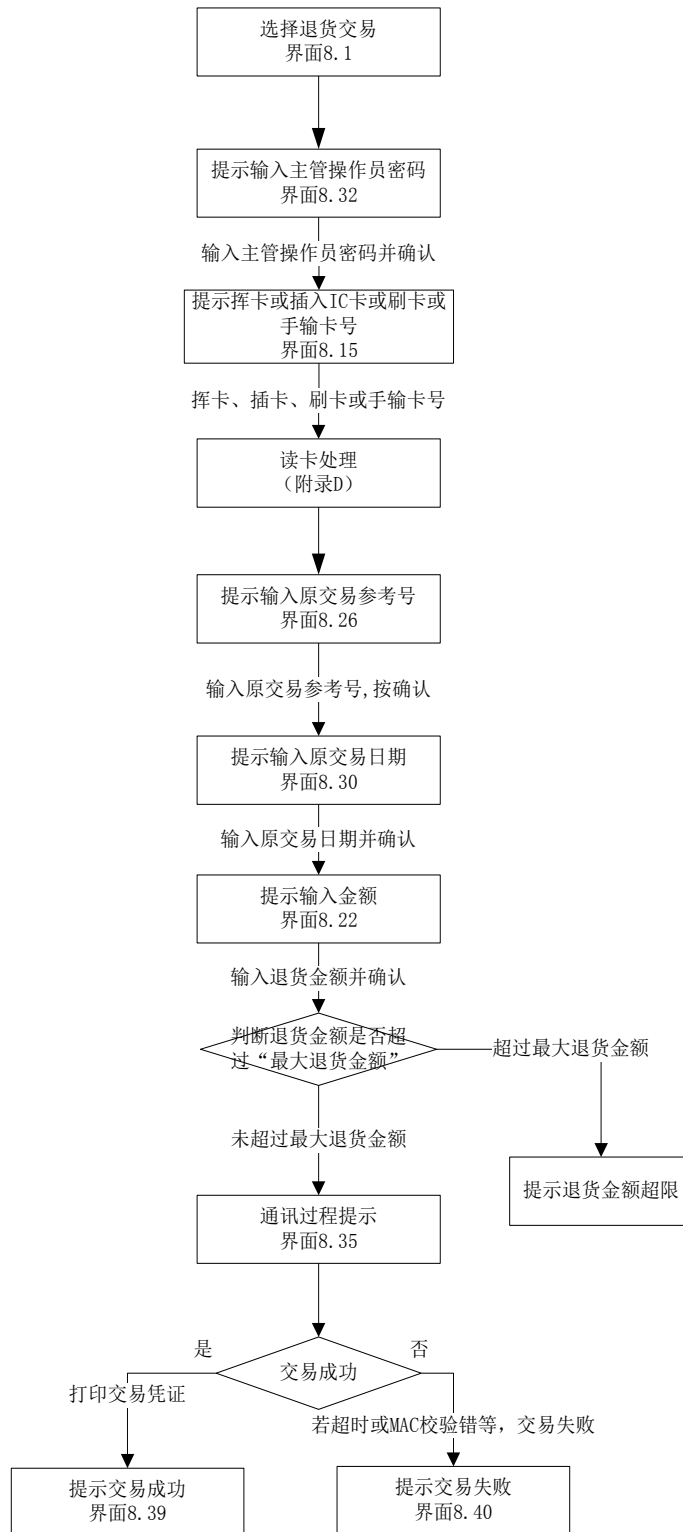 选择退货交易
界面8.1
提示输入主管操作员密码
界面8.32
输入主管操作员密码并确认
提示挥卡或插入IC卡或刷卡或
手输卡号
界面8.15
挥卡、插卡、刷卡或手输卡号
读卡处理
（附录D）
提示输入原交易参考号
界面8.26
输入原交易参考号,按确认
提示输入原交易日期
界面8.30
输入原交易日期并确认
提示输入金额
界面8.22
输入退货金额并确认
判断退货金额是否超
过“最大退货金额”
超过最大退货金额
未超过最大退货金额
提示退货金额超限
通讯过程提示
界面8.35
是
否
交易成功
打印交易凭证
若超时或MAC校验错等，交易失败
提示交易成功
界面8.39
提示交易失败
界面8.40